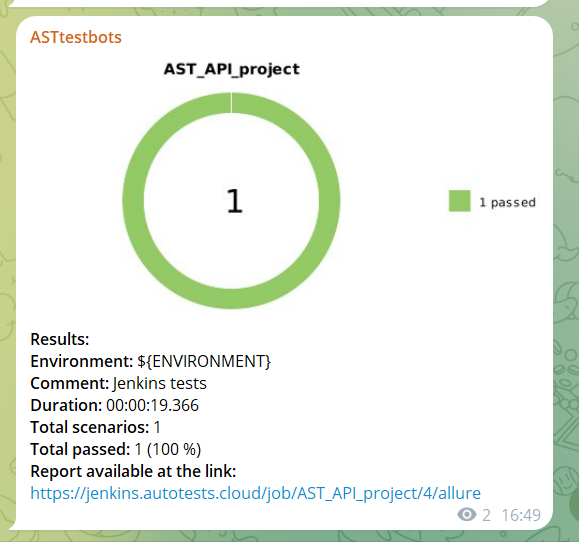 ASTtestbots
AST_API_project
1
1 passed
Results:
Environment: ${ENVIRONMENT}
Comment: Jenkins tests
Duration: 00:00:19.366
Total scenarios: 1
Total passed: 1 (100 %)
Report available at the link:
https://jenkins.autotests.cloud/job/AST_API_project/4/allure
2 16:49